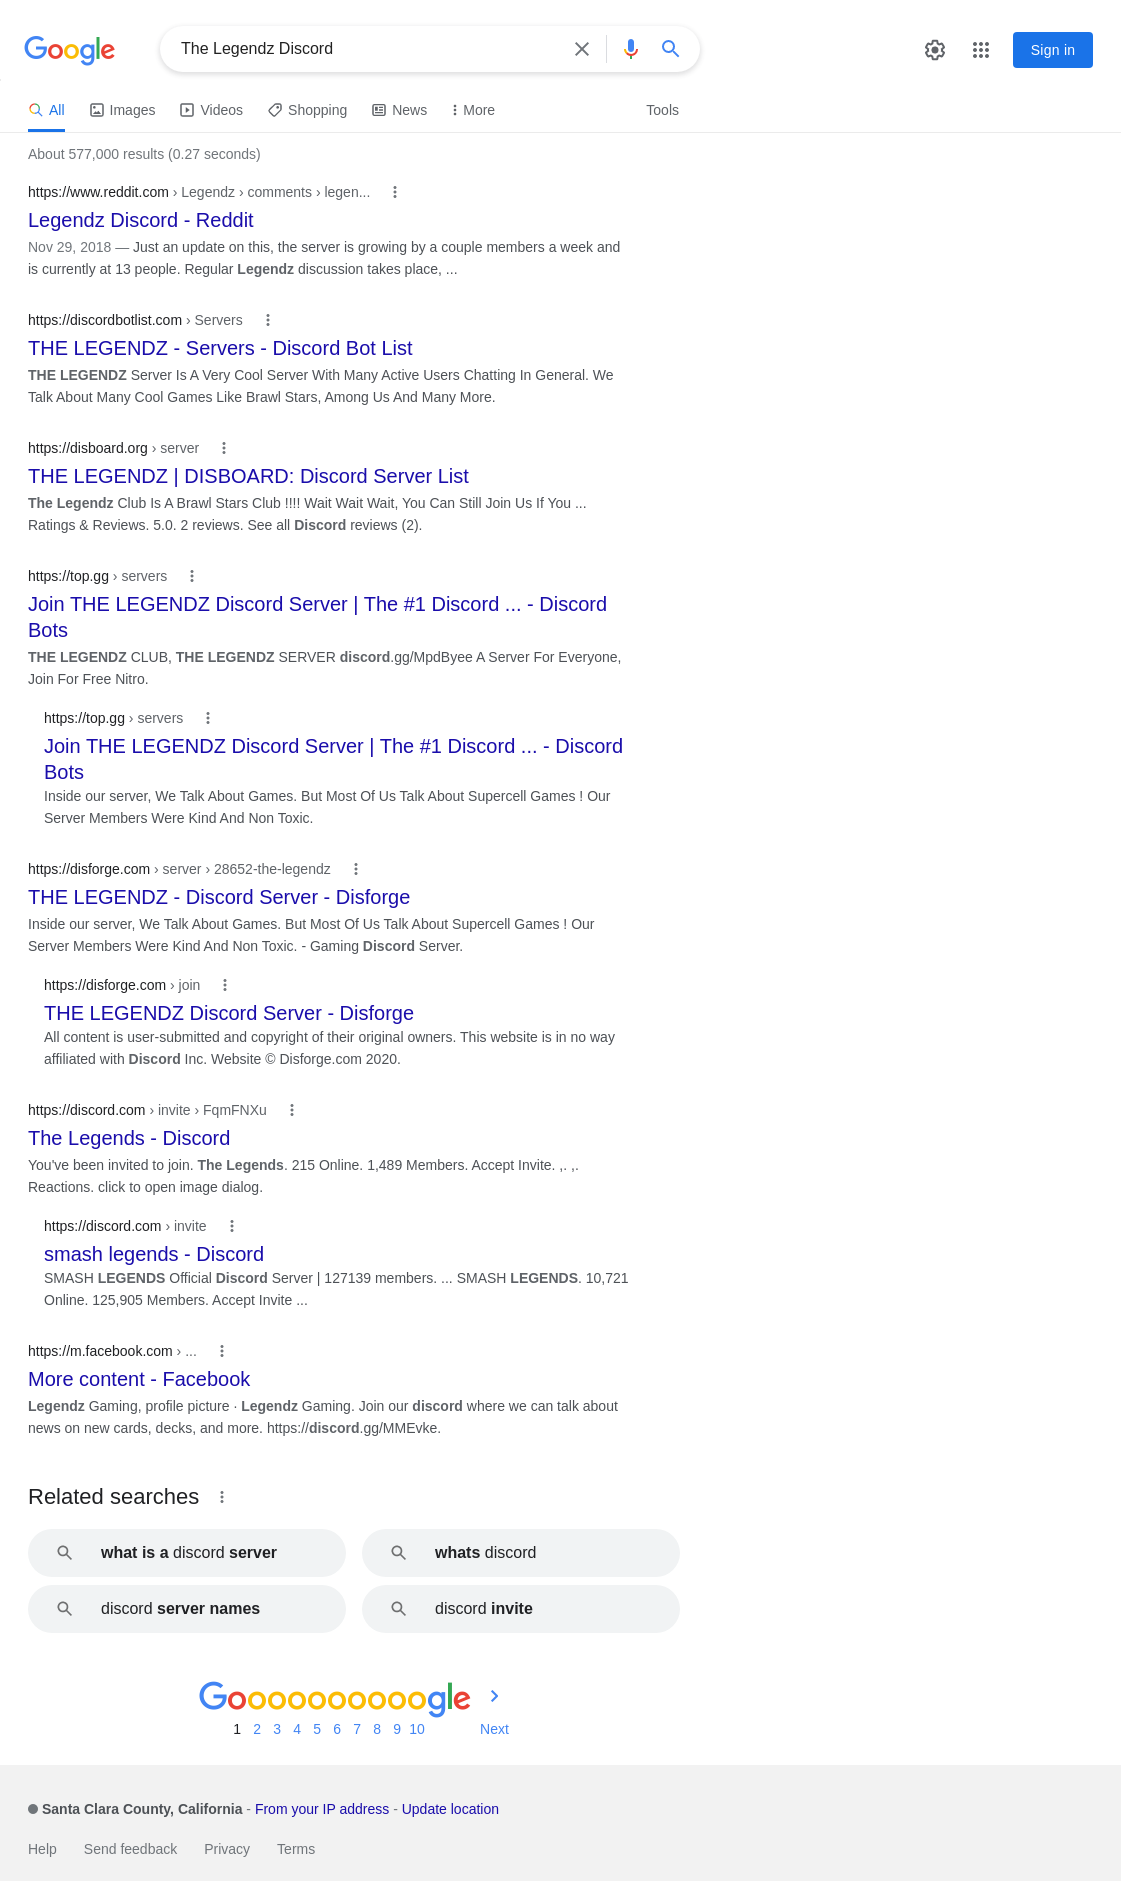 Google
The Legendz Discord
Sign in
All Images Videos Shopping News More Tools
About 577,000 results (0.27 seconds)
https://www.reddit.com › Legendz › comments › legen...
Legendz Discord - Reddit
Nov 29, 2018 — Just an update on this, the server is growing by a couple members a week and
is currently at 13 people. Regular Legendz discussion takes place, ...
https://discordbotlist.com › Servers
THE LEGENDZ - Servers - Discord Bot List
THE LEGENDZ Server Is A Very Cool Server With Many Active Users Chatting In General. We
Talk About Many Cool Games Like Brawl Stars, Among Us And Many More.
https://disboard.org › server
THE LEGENDZ | DISBOARD: Discord Server List
The Legendz Club Is A Brawl Stars Club !!!! Wait Wait Wait, You Can Still Join Us If You ...
Ratings & Reviews. 5.0. 2 reviews. See all Discord reviews (2).
https://top.gg › servers
Join THE LEGENDZ Discord Server | The #1 Discord ... - Discord
Bots
THE LEGENDZ CLUB, THE LEGENDZ SERVER discord.gg/MpdByee A Server For Everyone,
Join For Free Nitro.
https://top.gg › servers
Join THE LEGENDZ Discord Server | The #1 Discord ... - Discord
Bots
Inside our server, We Talk About Games. But Most Of Us Talk About Supercell Games ! Our
Server Members Were Kind And Non Toxic.
https://disforge.com › server › 28652-the-legendz
THE LEGENDZ - Discord Server - Disforge
Inside our server, We Talk About Games. But Most Of Us Talk About Supercell Games ! Our
Server Members Were Kind And Non Toxic. - Gaming Discord Server.
https://disforge.com › join
THE LEGENDZ Discord Server - Disforge
All content is user-submitted and copyright of their original owners. This website is in no way
affiliated with Discord Inc. Website © Disforge.com 2020.
https://discord.com › invite › FqmFNXu
The Legends - Discord
You've been invited to join. The Legends. 215 Online. 1,489 Members. Accept Invite. ,. ,.
Reactions. click to open image dialog.
https://discord.com › invite
smash legends - Discord
SMASH LEGENDS Official Discord Server | 127139 members. ... SMASH LEGENDS. 10,721
Online. 125,905 Members. Accept Invite ...
https://m.facebook.com › ...
More content - Facebook
Legendz Gaming, profile picture · Legendz Gaming. Join our discord where we can talk about
news on new cards, decks, and more. https://discord.gg/MMEvke.
Related searches
what is a discord server
whats discord
discord server names
discord invite
Goooooooooogle
1 2 3 4 5 6 7 8 9 10 Next
Santa Clara County, California - From your IP address - Update location
Help Send feedback Privacy Terms